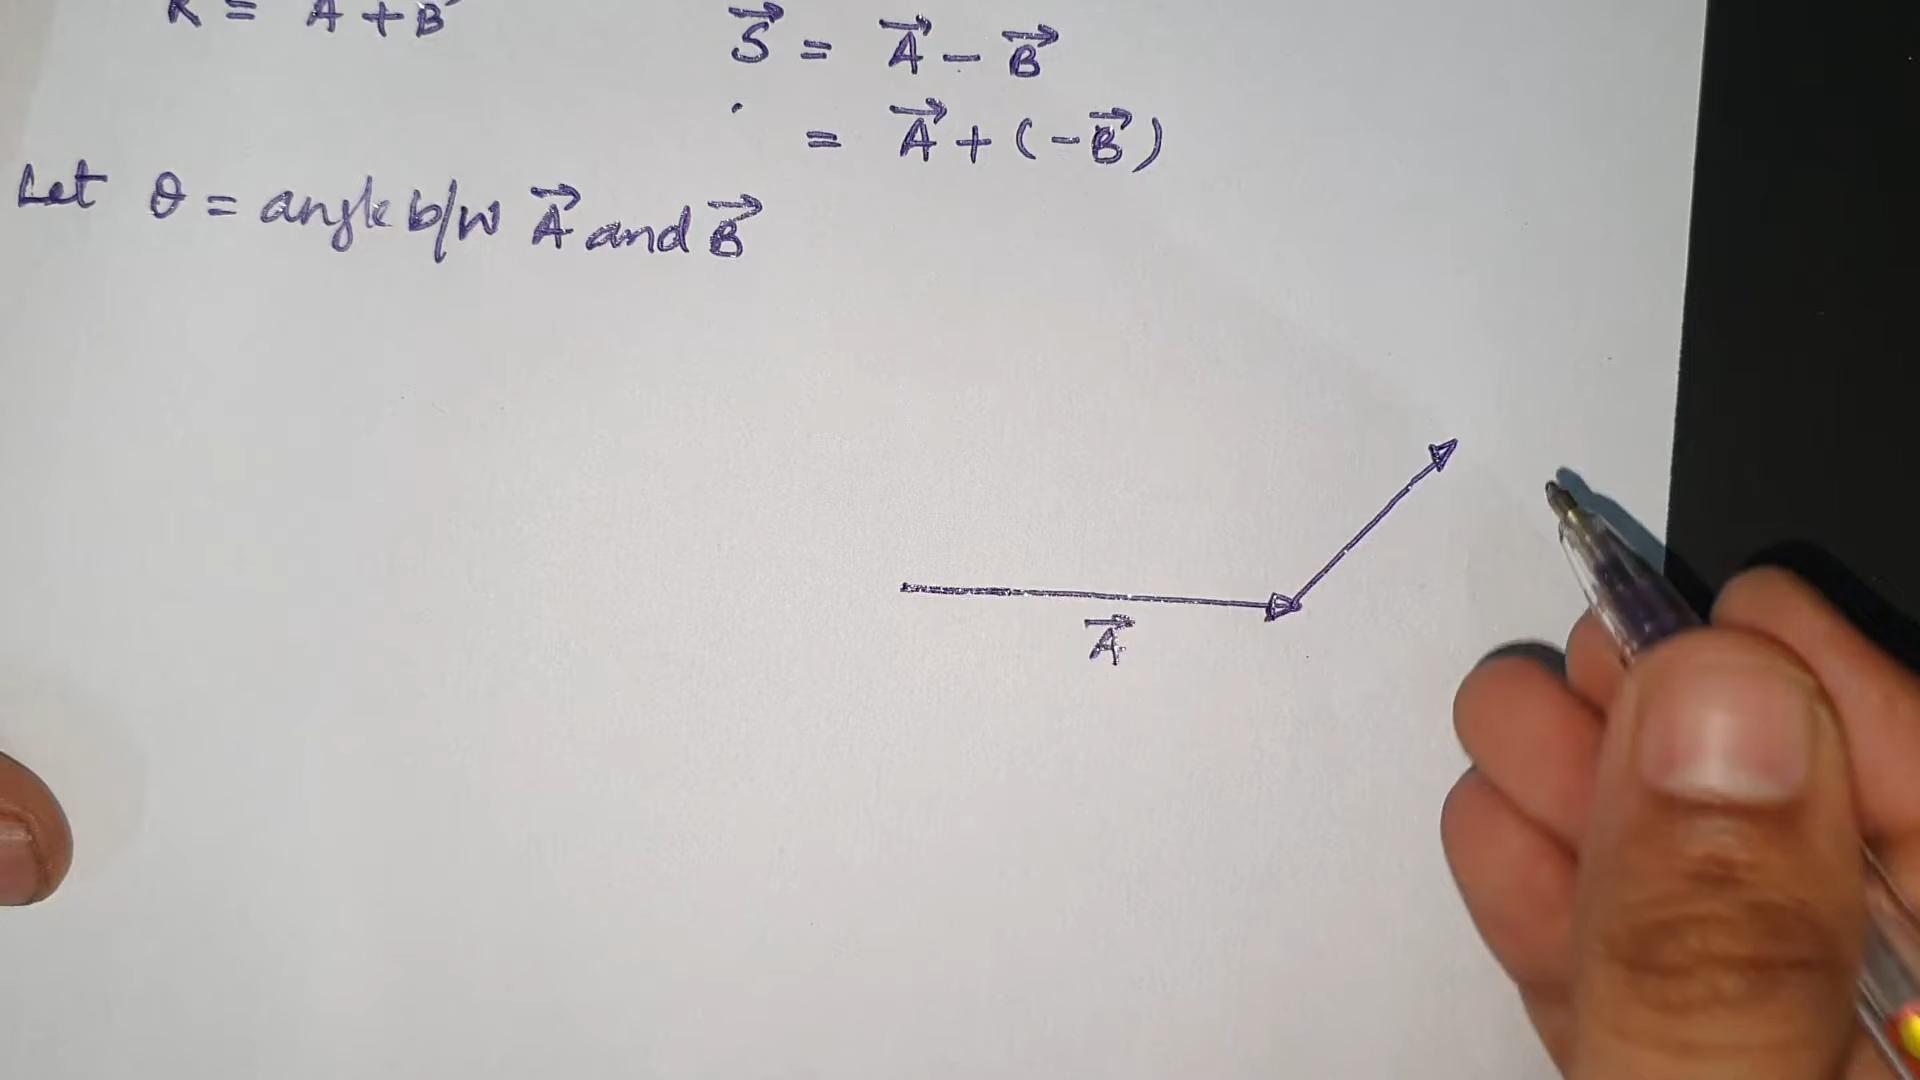 R = A + B
S⃗ = A⃗ - B⃗
= A⃗ + (-B⃗)
Let θ = angle b/w A⃗ and B⃗
A⃗